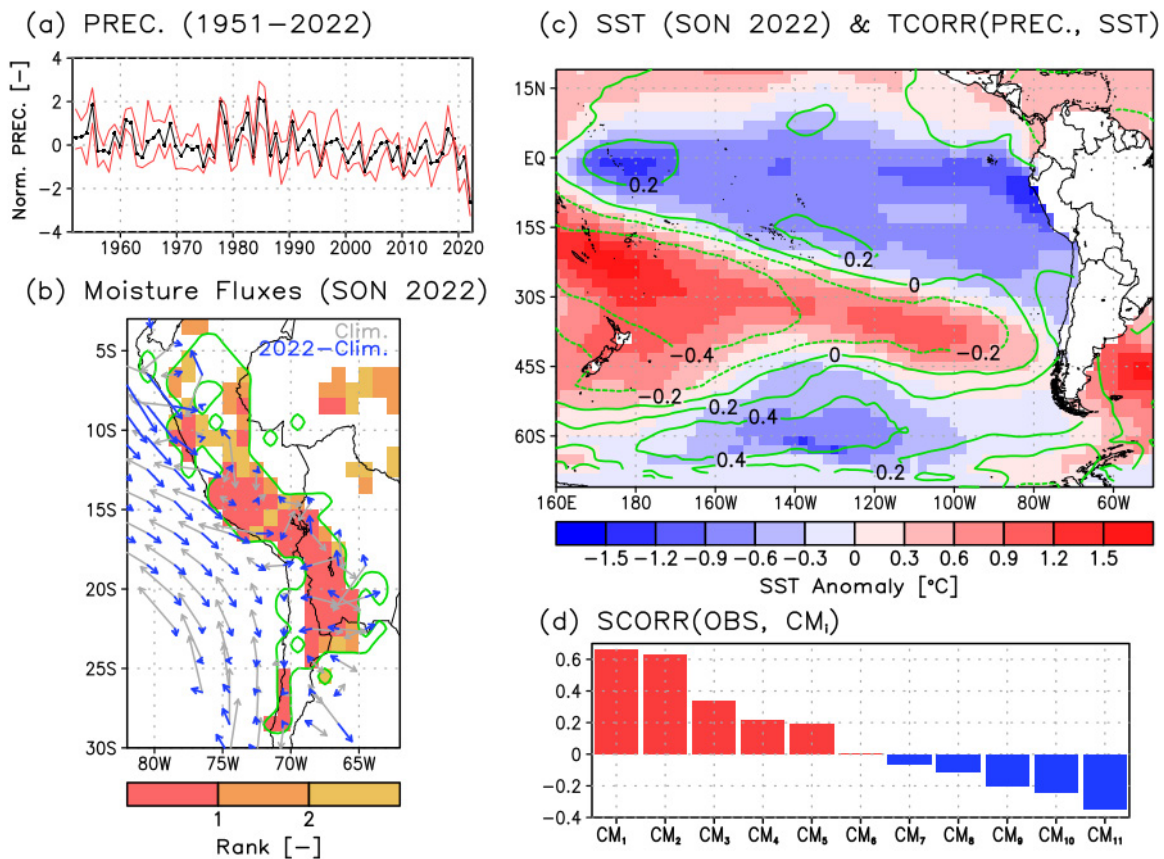 (a) PREC. (1951−2022)
Norm. PREC. [−]
4
2
0
−2
−4
1960 1970 1980 1990 2000 2010 2020
(b) Moisture Fluxes (SON 2022)
Clim.
2022−Clim.
5S
10S
15S
20S
25S
30S
80W 75W 70W 65W
1 2
Rank [−]
(c) SST (SON 2022) & TCORR(PREC., SST)
15N
EQ
15S
30S
45S
60S
0.2
0.2
0
−0.4
−0.2
−0.2
0
0.2
0.4
0.4
0.2
160E 180 160W 140W 120W 100W 80W 60W
−1.5 −1.2 −0.9 −0.6 −0.3 0 0.3 0.6 0.9 1.2 1.5
SST Anomaly [°C]
(d) SCORR(OBS, CMᵢ)
0.6
0.4
0.2
0
−0.2
−0.4
CM₁ CM₂ CM₃ CM₄ CM₅ CM₆ CM₇ CM₈ CM₉ CM₁₀ CM₁₁